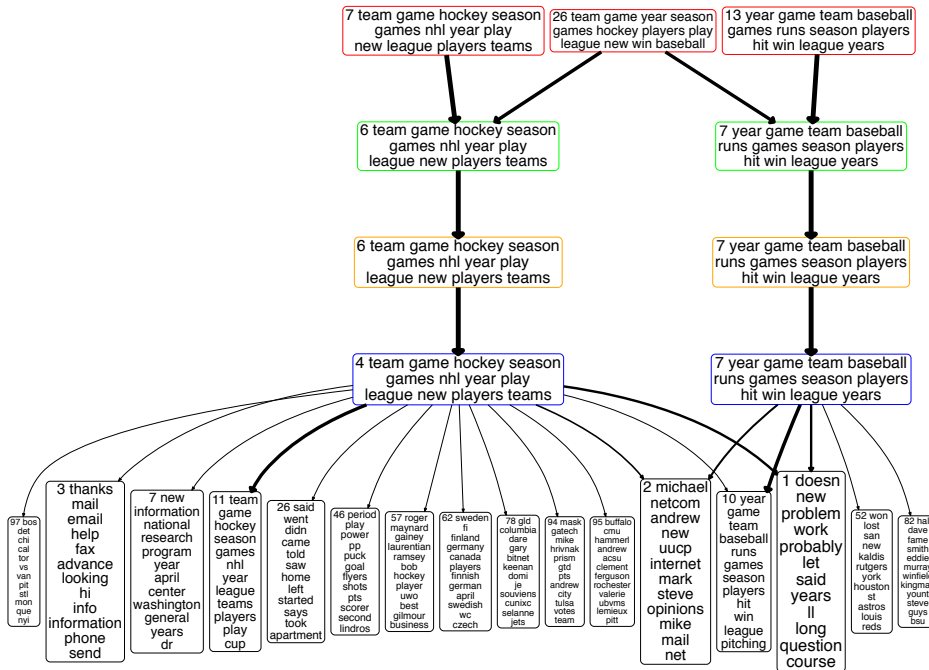 7 team game hockey season
games nhl year play
new league players teams
26 team game year season
games hockey players play
league new win baseball
13 year game team baseball
games runs season players
hit win league years
6 team game hockey season
games nhl year play
league new players teams
7 year game team baseball
runs games season players
hit win league years
6 team game hockey season
games nhl year play
league new players teams
7 year game team baseball
runs games season players
hit win league years
4 team game hockey season
games nhl year play
league new players teams
7 year game team baseball
runs games season players
hit win league years
97 bos
det
chi
cal
tor
vs
van
pit
stl
mon
que
nyi
3 thanks
mail
email
help
fax
advance
looking
hi
info
information
phone
send
7 new
information
national
research
program
year
april
center
washington
general
years
dr
11 team
game
hockey
season
games
nhl
year
league
teams
players
play
cup
26 said
went
didn
came
told
saw
home
left
started
says
took
apartment
46 period
play
power
pp
puck
goal
flyers
shots
pts
scorer
second
lindros
57 roger
maynard
gainey
laurentian
ramsey
bob
hockey
player
uwo
best
gilmour
business
62 sweden
fi
finland
germany
canada
players
finnish
german
april
swedish
wc
czech
78 gld
columbia
dare
gary
bitnet
keenan
domi
je
souviens
cunixc
selanne
jets
94 mask
gatech
mike
hrivnak
prism
gtd
pts
andrew
city
tulsa
votes
team
95 buffalo
cmu
hammerl
andrew
acsu
clement
ferguson
rochester
valerie
ubvms
lemieux
pitt
2 michael
netcom
andrew
new
uucp
internet
mark
steve
opinions
mike
mail
net
10 year
game
team
baseball
runs
games
season
players
hit
win
league
pitching
1 doesn
new
problem
work
probably
let
said
years
ll
long
question
course
52 won
lost
san
new
kaldis
rutgers
york
houston
st
astros
louis
reds
82 hal
dave
fame
smith
eddie
murray
winfield
kingman
yount
steve
guys
bsu